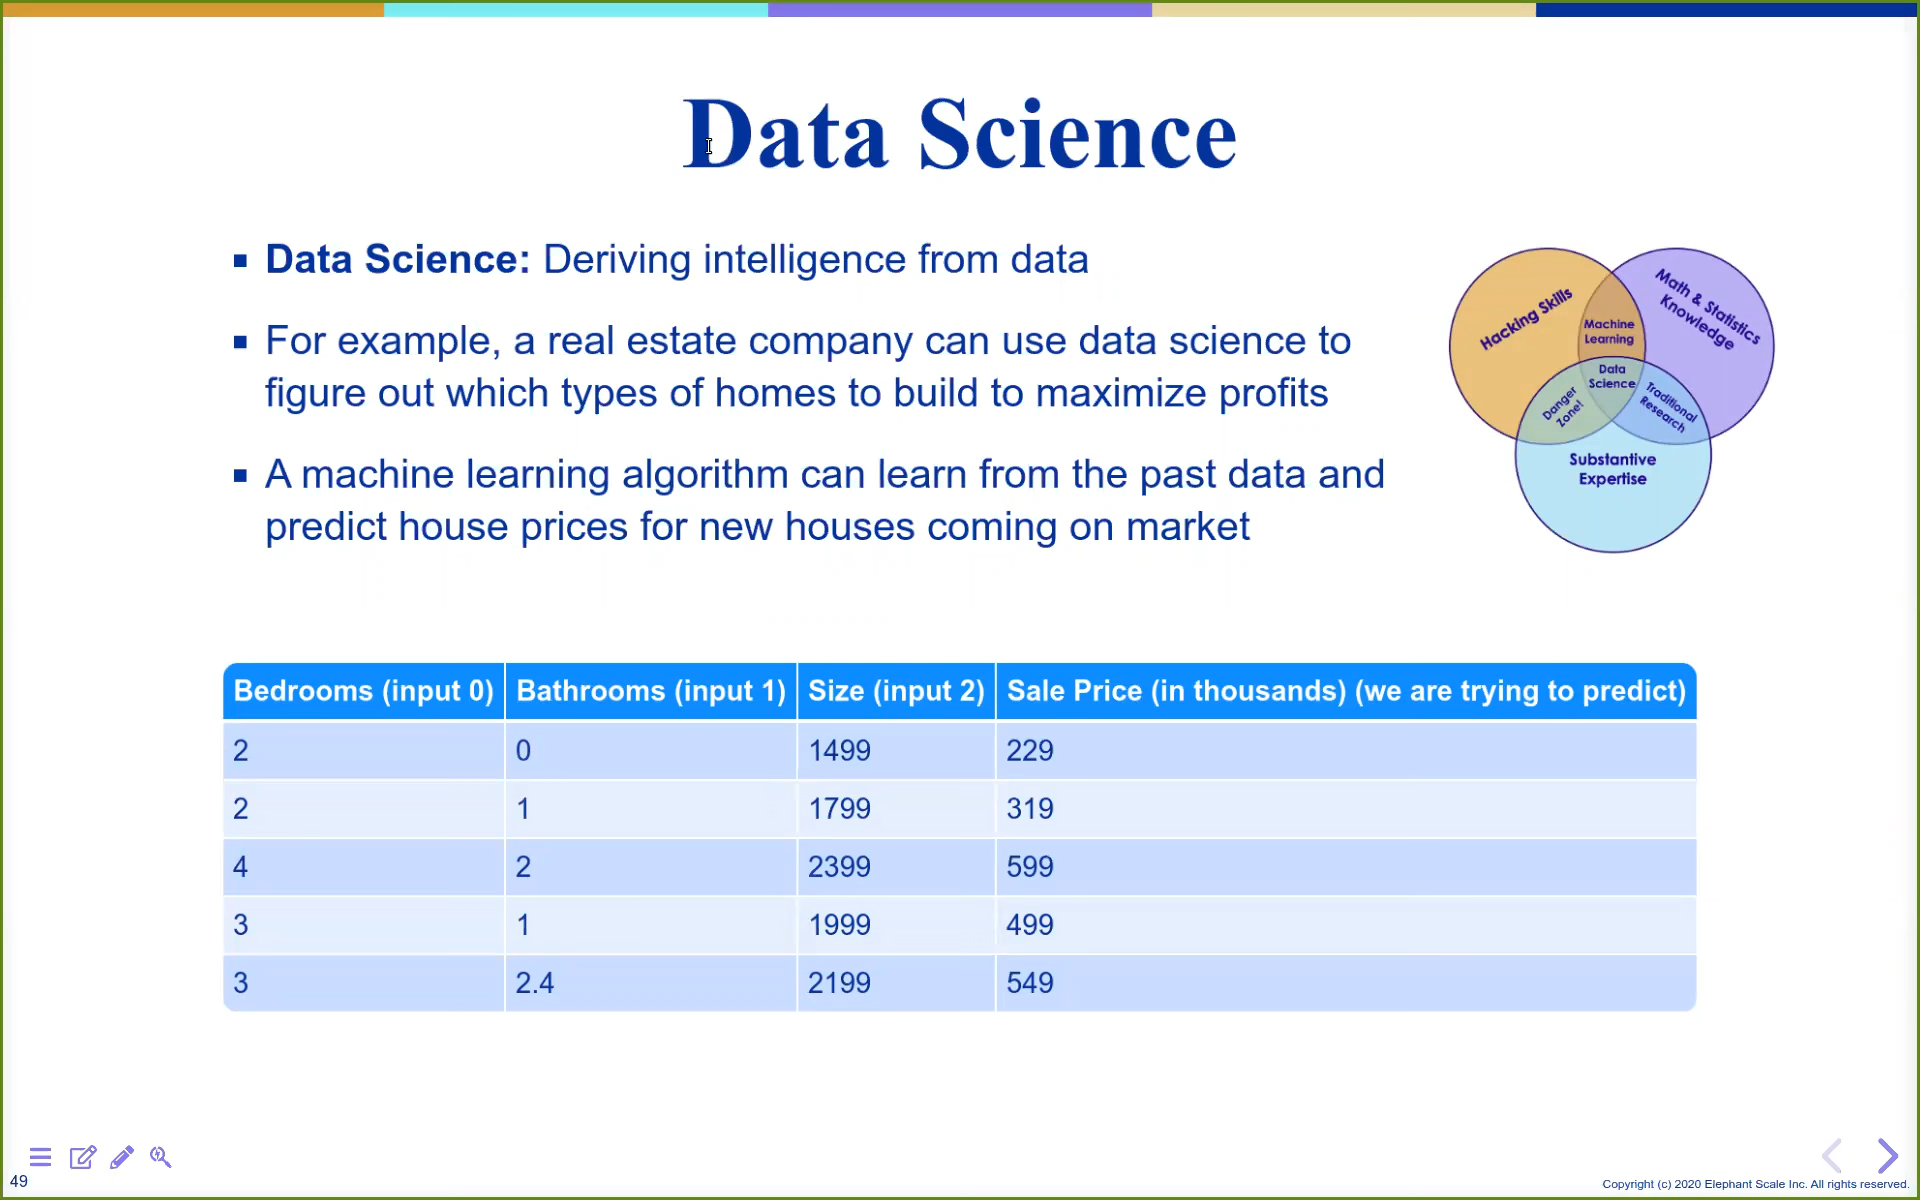 Data Science
Data Science: Deriving intelligence from data
For example, a real estate company can use data science to
figure out which types of homes to build to maximize profits
A machine learning algorithm can learn from the past data and
predict house prices for new houses coming on market
Hacking Skills
Math & Statistics
Knowledge
Machine
Learning
Data
Science
Danger
Zone!
Traditional
Research
Substantive
Expertise
Bedrooms (input 0) Bathrooms (input 1) Size (input 2) Sale Price (in thousands) (we are trying to predict)
2 0 1499 229
2 1 1799 319
4 2 2399 599
3 1 1999 499
3 2.4 2199 549
49
Copyright (c) 2020 Elephant Scale Inc. All rights reserved.